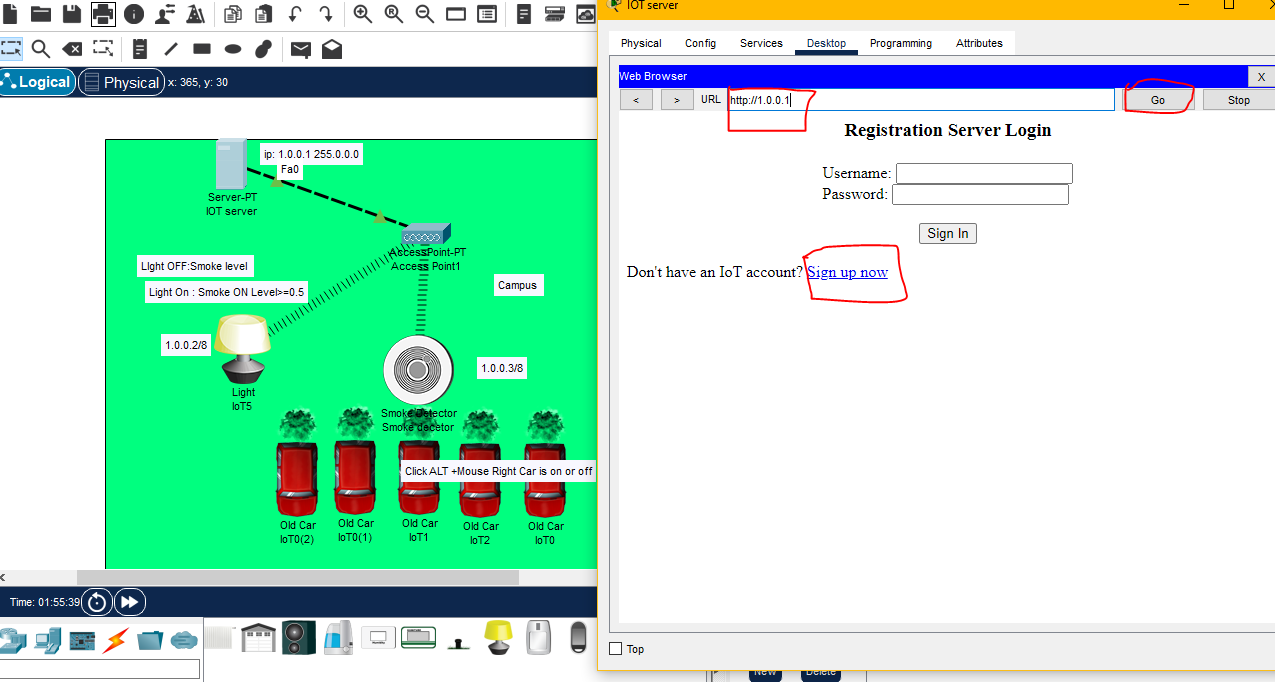 IOT server
Physical Config Services Desktop Programming Attributes
Logical Physical x: 365, y: 30
Web Browser X
< > URL http://1.0.0.1 Go Stop
Registration Server Login
Username:
Password:
Sign In
Don't have an IoT account? Sign up now
ip: 1.0.0.1 255.0.0.0
Fa0
Server-PT
IOT server
AccessPoint-PT
Access Point1
LIght OFF:Smoke level
Light On : Smoke ON Level>=0.5
Campus
1.0.0.2/8
1.0.0.3/8
Light
IoT5
Smoke Detector
Smoke decetor
Click ALT +Mouse Right Car is on or off
Old Car
IoT0(2)
Old Car
IoT0(1)
Old Car
IoT1
Old Car
IoT2
Old Car
IoT0
Time: 01:55:39
Top
New Delete